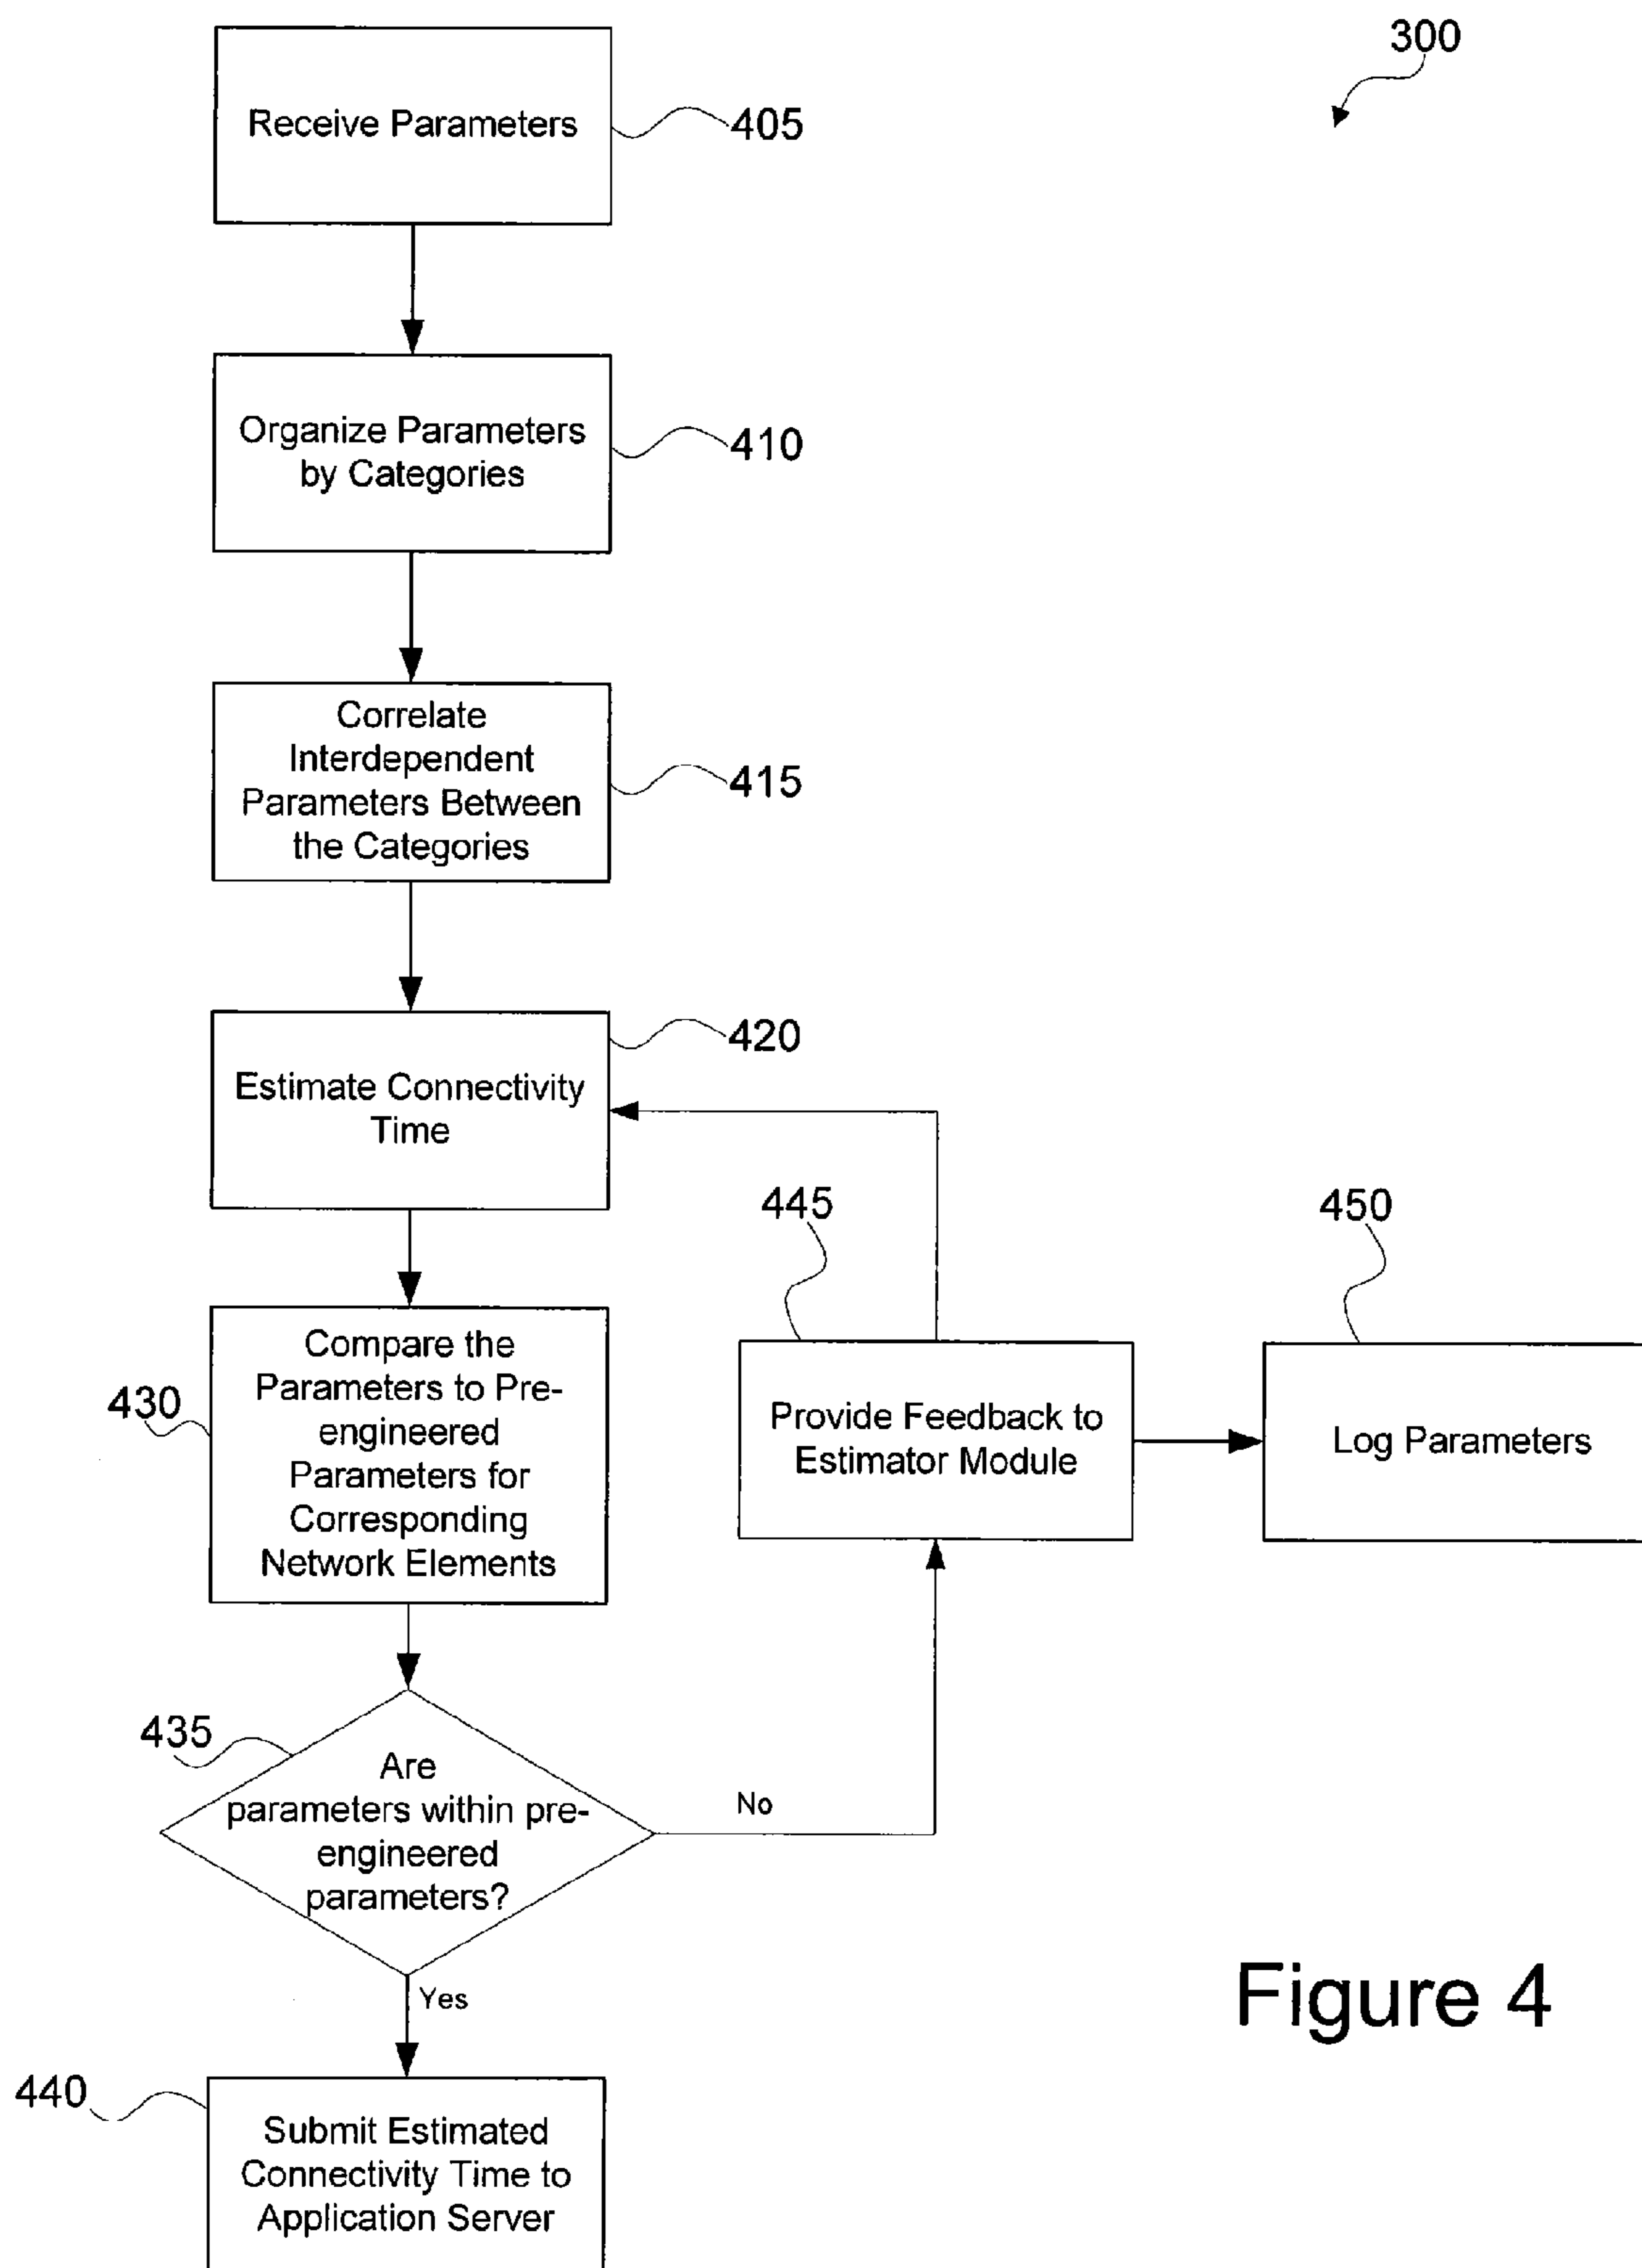 300
Receive Parameters
405
Organize Parameters
by Categories
410
Correlate
Interdependent
Parameters Between
the Categories
415
420
Estimate Connectivity
Time
445
450
430
Compare the
Parameters to Pre-
engineered
Parameters for
Corresponding
Network Elements
Provide Feedback to
Estimator Module
Log Parameters
435
Are
parameters within pre-
engineered
parameters?
No
Yes
Figure 4
440
Submit Estimated
Connectivity Time to
Application Server